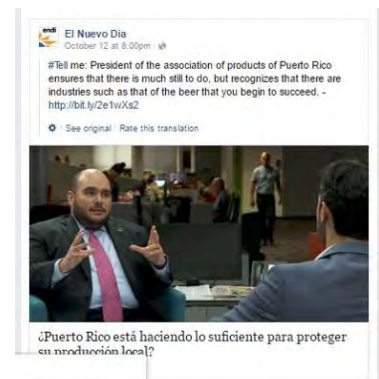 endi
El Nuevo Dia
October 12 at 8:00pm
#Tell me: President of the association of products of Puerto Rico
ensures that there is much still to do, but recognizes that there are
industries such as that of the beer that you begin to succeed. -
http://bit.ly/2e1wXs2
See original · Rate this translation
¿Puerto Rico está haciendo lo suficiente para proteger
su producción local?